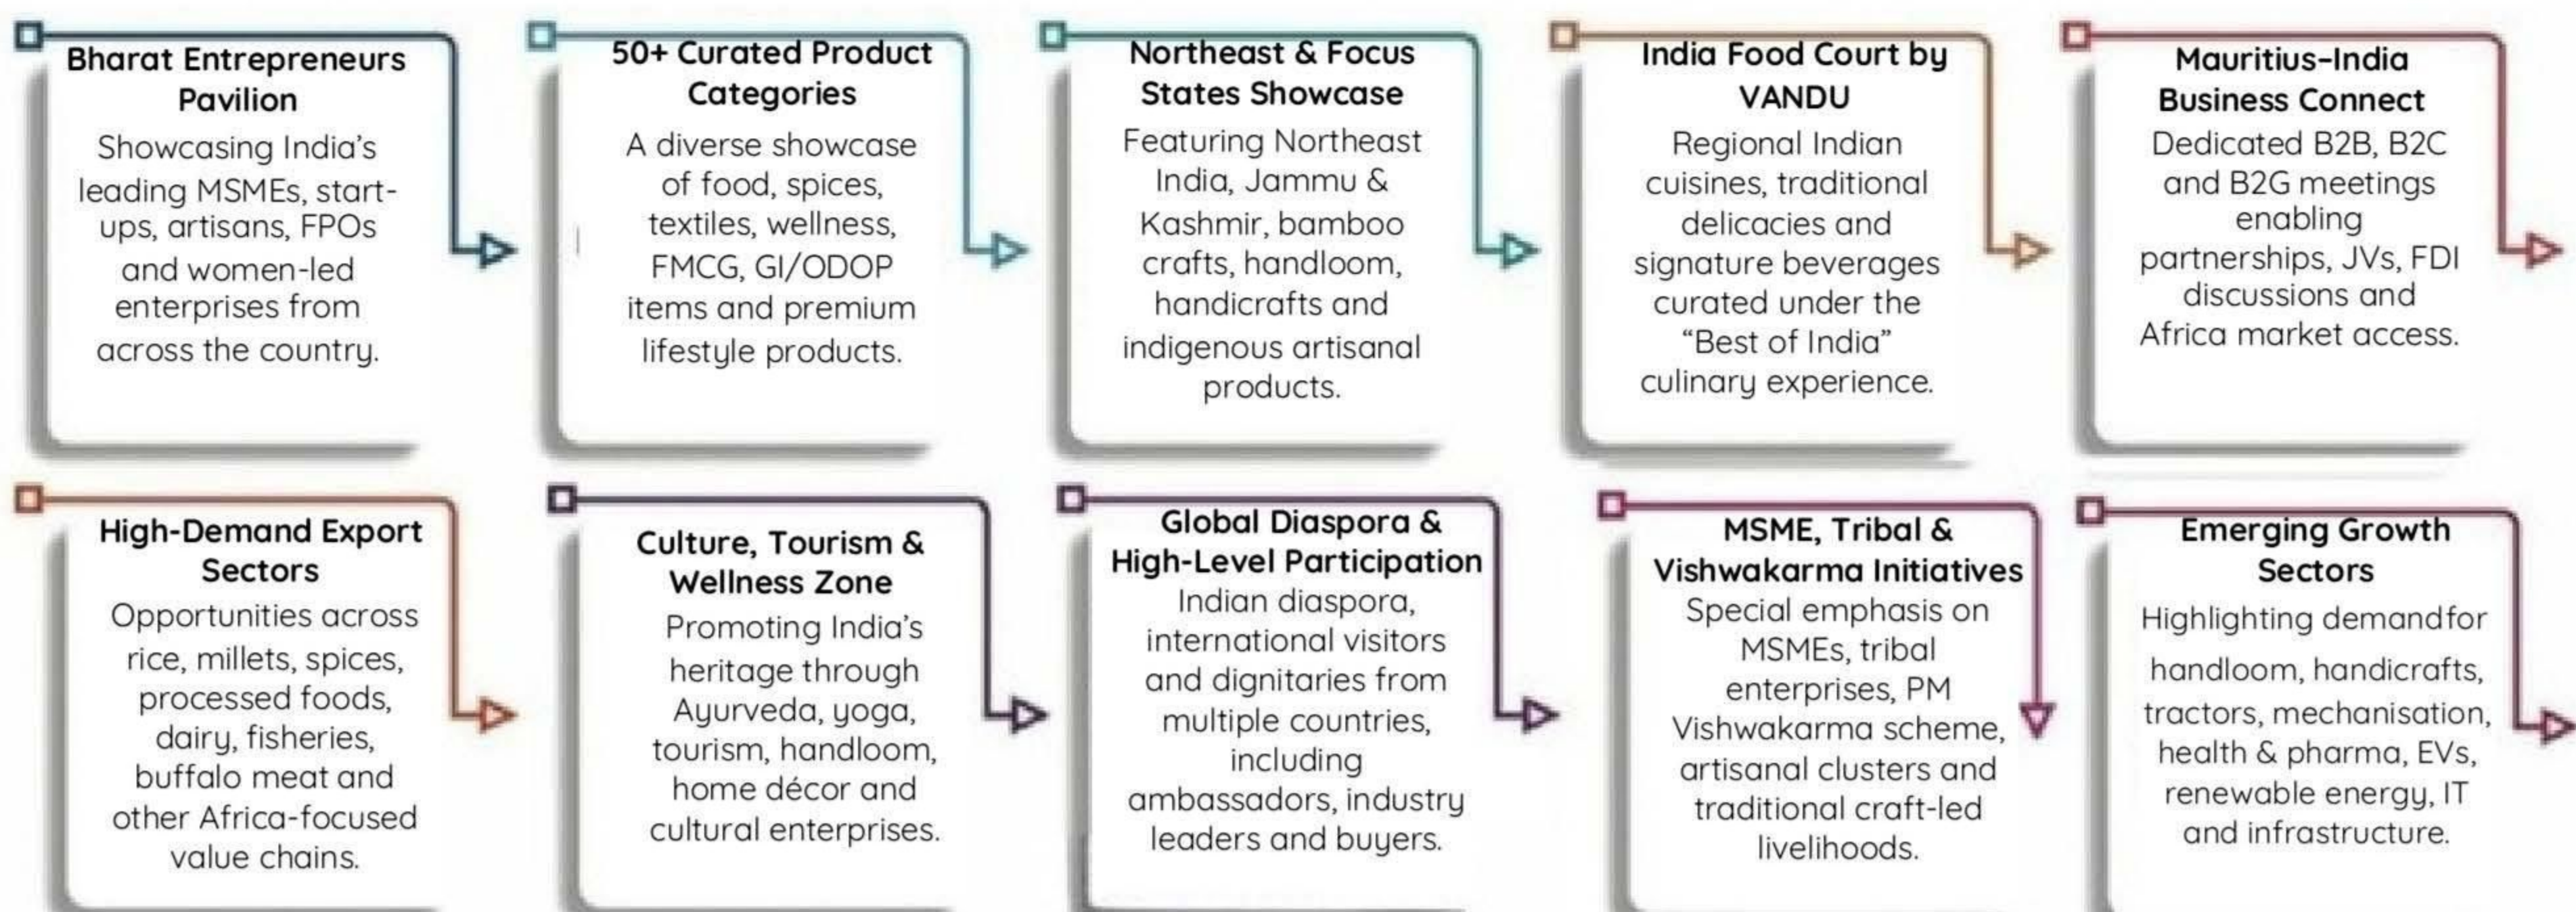 Bharat Entrepreneurs
Pavilion
Showcasing India's
leading MSMEs, start-
ups, artisans, FPOs
and women-led
enterprises from
across the country.
50+ Curated Product
Categories
A diverse showcase
of food, spices,
textiles, wellness,
FMCG, GI/ODOP
items and premium
lifestyle products.
Northeast & Focus
States Showcase
Featuring Northeast
India, Jammu &
Kashmir, bamboo
crafts, handloom,
handicrafts and
indigenous artisanal
products.
India Food Court by
VANDU
Regional Indian
cuisines, traditional
delicacies and
signature beverages
curated under the
“Best of India”
culinary experience.
Mauritius–India
Business Connect
Dedicated B2B, B2C
and B2G meetings
enabling
partnerships, JVs, FDI
discussions and
Africa market access.
High-Demand Export
Sectors
Opportunities across
rice, millets, spices,
processed foods,
dairy, fisheries,
buffalo meat and
other Africa-focused
value chains.
Culture, Tourism &
Wellness Zone
Promoting India's
heritage through
Ayurveda, yoga,
tourism, handloom,
home décor and
cultural enterprises.
Global Diaspora &
High-Level Participation
Indian diaspora,
international visitors
and dignitaries from
multiple countries,
including
ambassadors, industry
leaders and buyers.
MSME, Tribal &
Vishwakarma Initiatives
Special emphasis on
MSMEs, tribal
enterprises, PM
Vishwakarma scheme,
artisanal clusters and
traditional craft-led
livelihoods.
Emerging Growth
Sectors
Highlighting demandfor
handloom, handicrafts,
tractors, mechanisation,
health & pharma, EVs,
renewable energy, IT
and infrastructure.